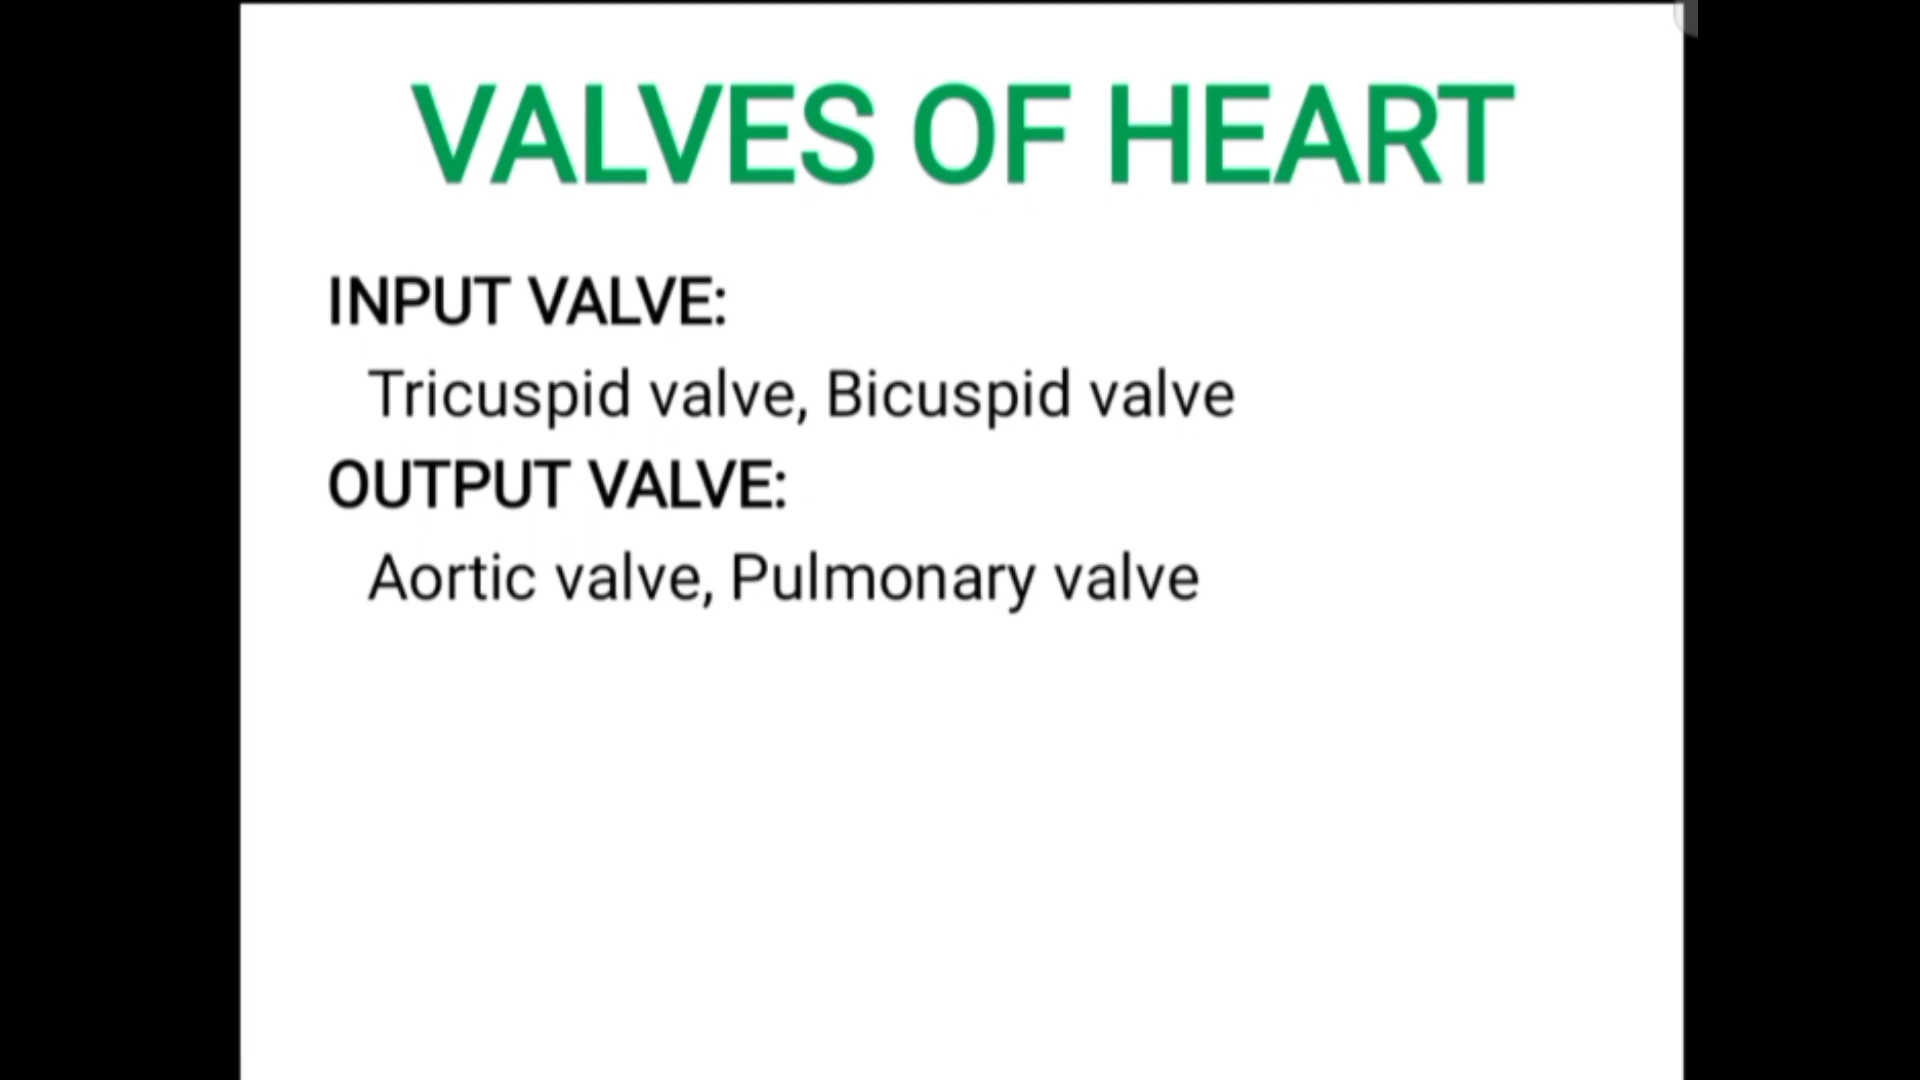 VALVES OF HEART
INPUT VALVE:
Tricuspid valve, Bicuspid valve
OUTPUT VALVE:
Aortic valve, Pulmonary valve